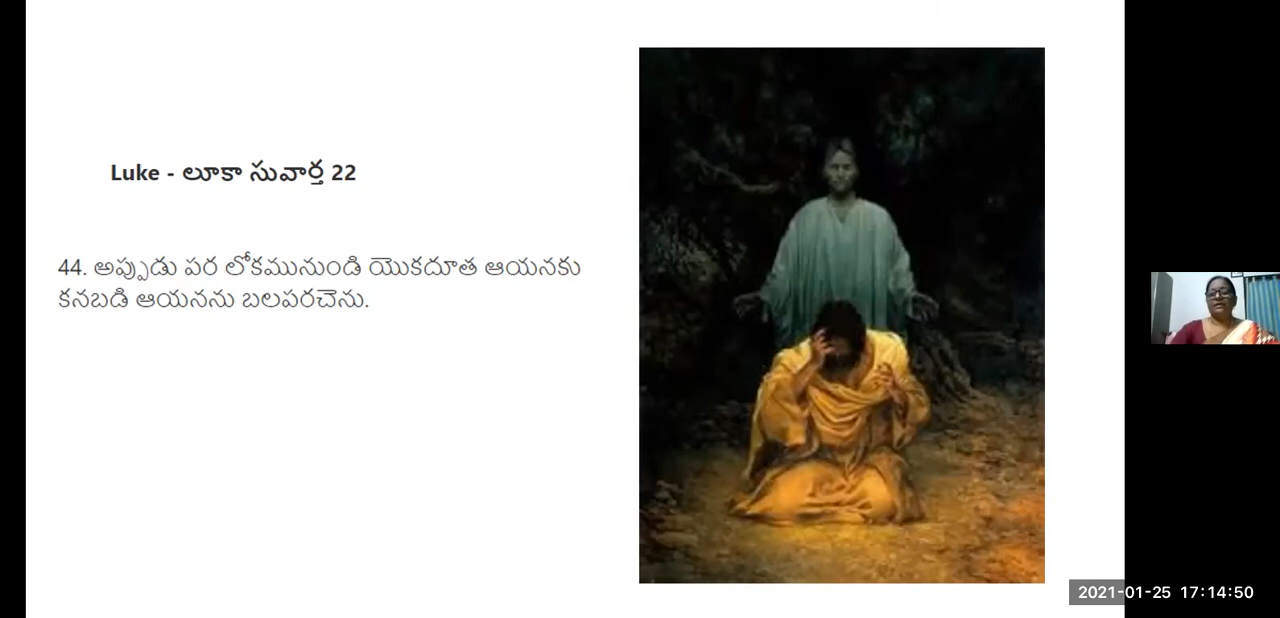 Luke - లూకా సువార్త 22
44. అప్పుడు పర లోకమునుండి యొకదూత ఆయనకు
కనబడి ఆయనను బలపరచెను.
2021-01-25 17:14:50